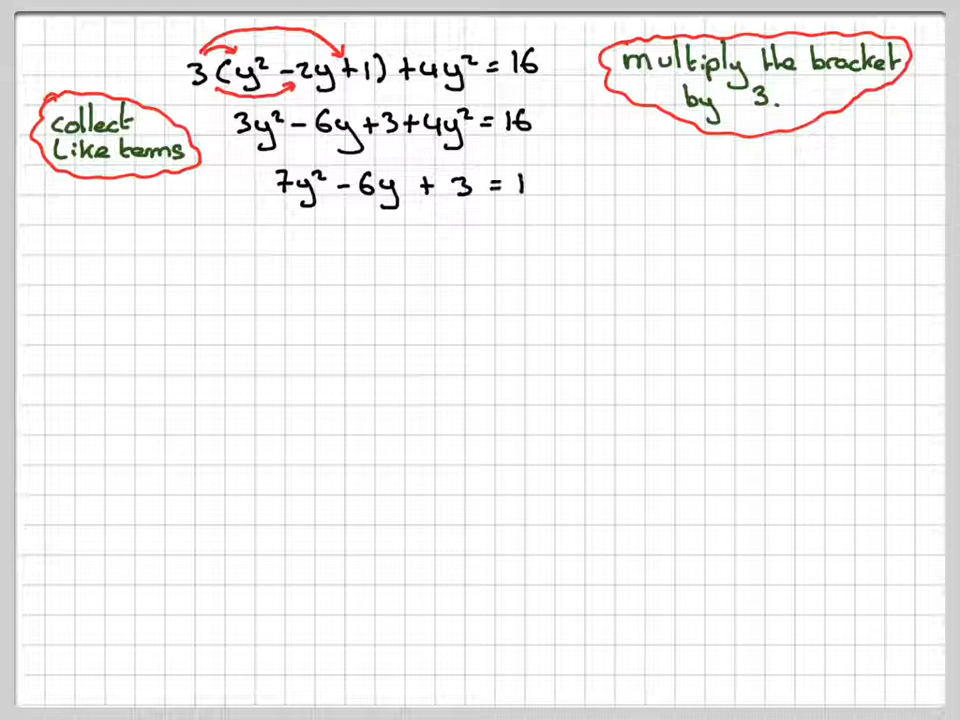 3(y² - 2y + 1) + 4y² = 16
multiply the bracket
by 3.
collect
Like terms
3y² - 6y + 3 + 4y² = 16
7y² - 6y + 3 = 1